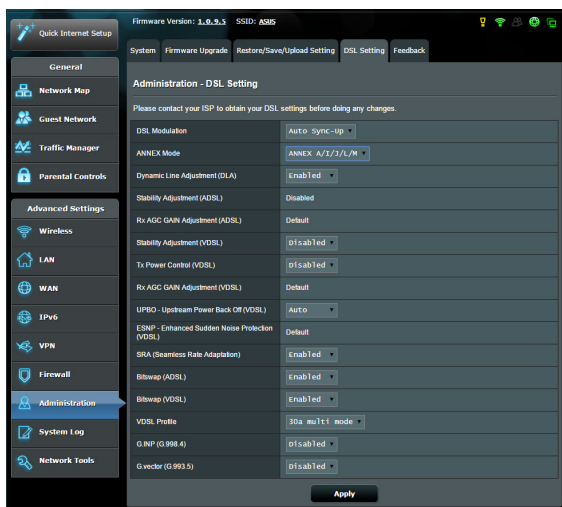 Quick Internet Setup
Firmware Version: 1.0.9.5 SSID: ASUS
System Firmware Upgrade Restore/Save/Upload Setting DSL Setting Feedback
General
Network Map
Guest Network
Traffic Manager
Parental Controls
Advanced Settings
Wireless
LAN
WAN
IPv6
VPN
Firewall
Administration
System Log
Network Tools
Administration - DSL Setting
Please contact your ISP to obtain your DSL settings before doing any changes.
DSL Modulation Auto Sync-Up
ANNEX Mode ANNEX A/I/J/L/M
Dynamic Line Adjustment (DLA) Enabled
Stability Adjustment (ADSL) Disabled
Rx AGC GAIN Adjustment (ADSL) Default
Stability Adjustment (VDSL) Disabled
Tx Power Control (VDSL) Disabled
Rx AGC GAIN Adjustment (VDSL) Default
UPBO - Upstream Power Back Off (VDSL) Auto
ESNP - Enhanced Sudden Noise Protection
(VDSL) Default
SRA (Seamless Rate Adaptation) Enabled
Bitswap (ADSL) Enabled
Bitswap (VDSL) Enabled
VDSL Profile 30a multi mode
G.INP (G.998.4) Disabled
G.vector (G.993.5) Disabled
Apply